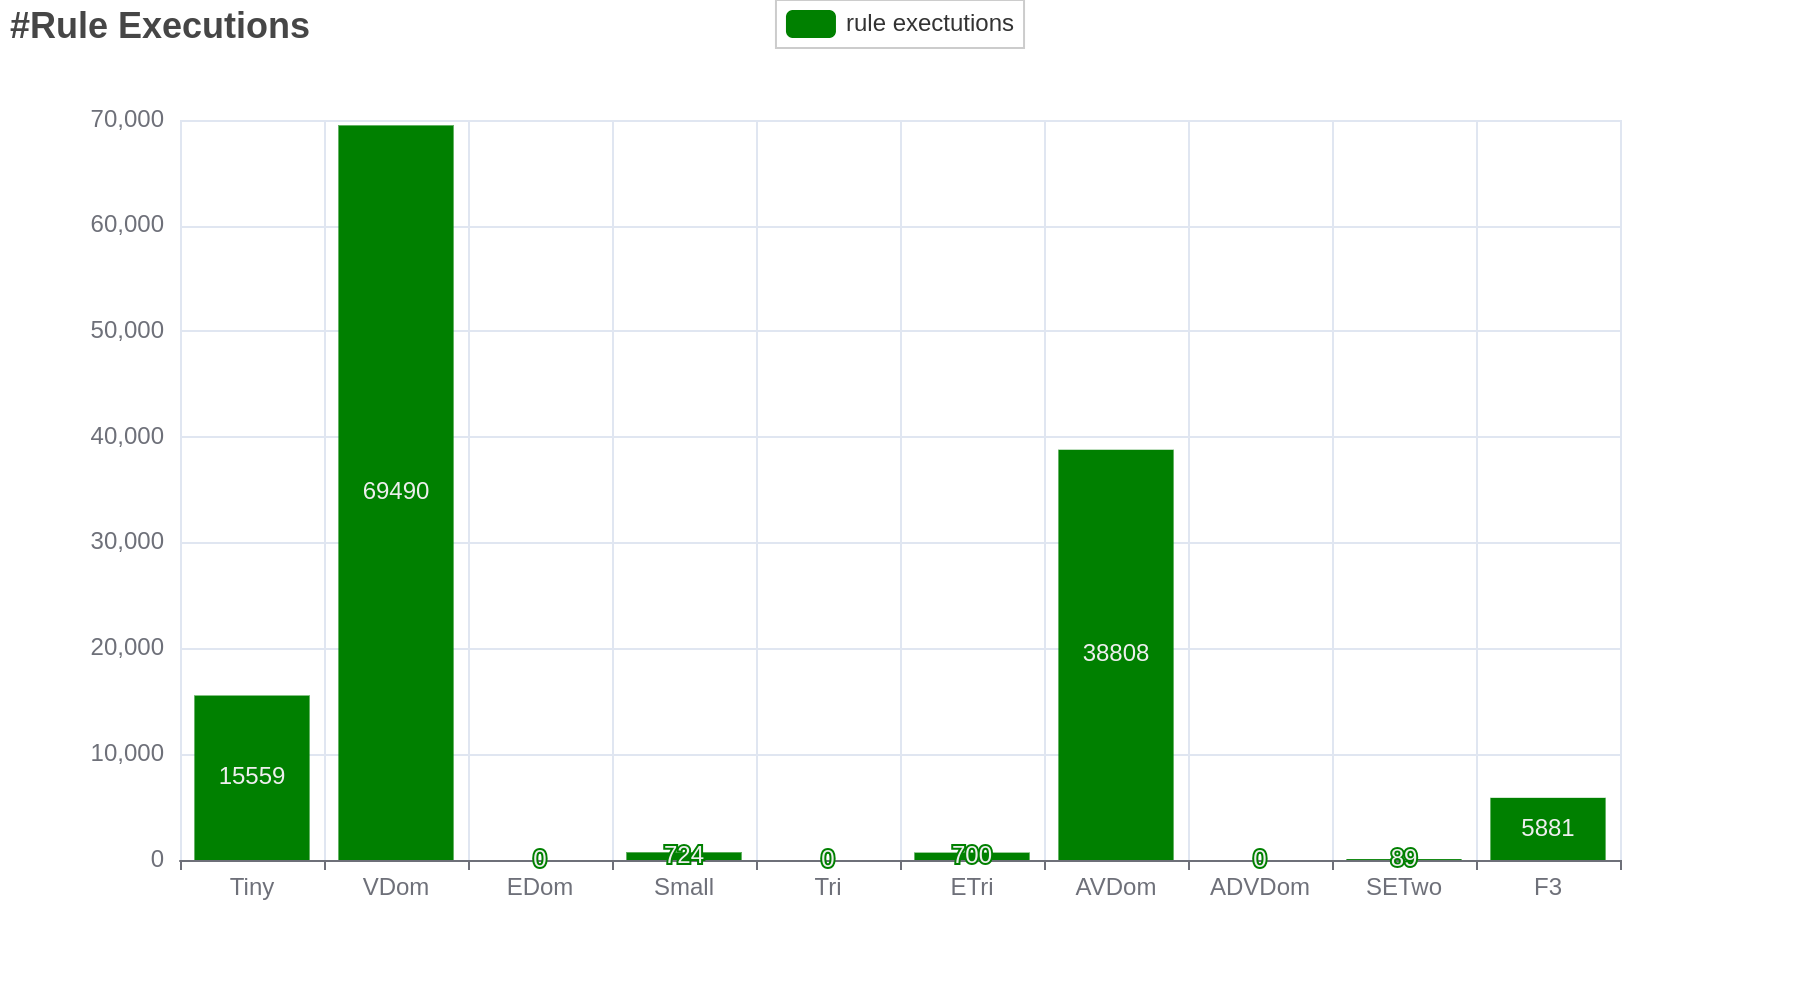 #Rule Executions
rule exectutions
70,000
60,000
50,000
40,000
30,000
20,000
10,000
0
15559
69490
0
724
0
700
38808
0
89
5881
Tiny
VDom
EDom
Small
Tri
ETri
AVDom
ADVDom
SETwo
F3